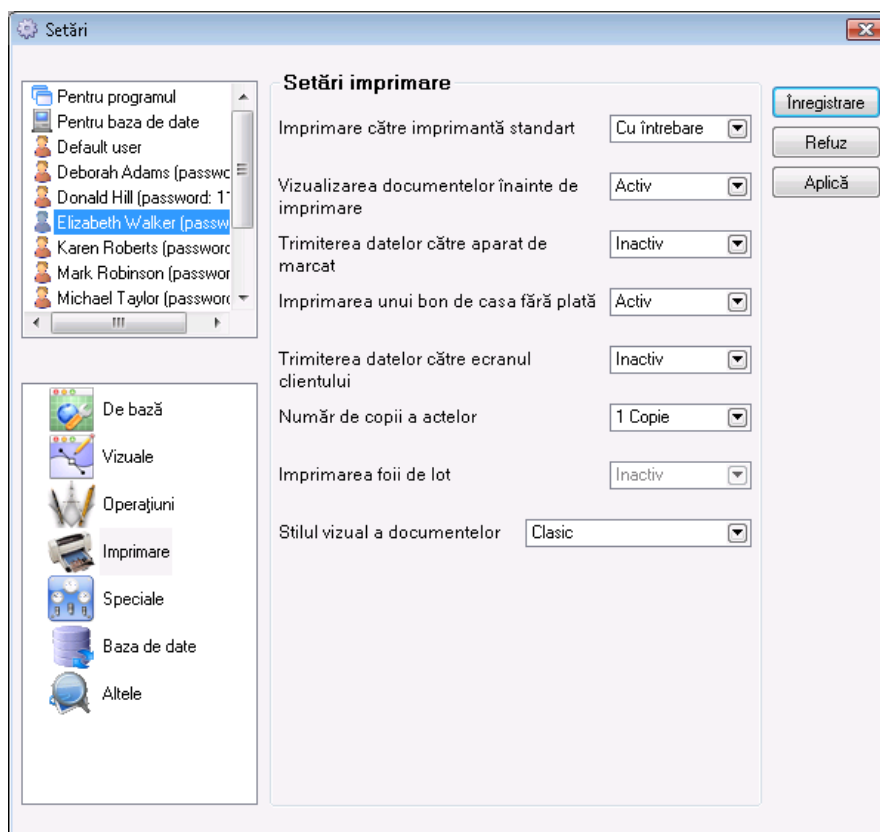 Setări
Pentru programul
Pentru baza de date
Default user
Deborah Adams (passwc
Donald Hill (password: 1
Elizabeth Walker (passw
Karen Roberts (password
Mark Robinson (passwor
Michael Taylor (password
De bază
Vizuale
Operaţiuni
Imprimare
Speciale
Baza de date
Altele
Setări imprimare
Imprimare către imprimantă standart
Cu întrebare
Vizualizarea documentelor înainte de
imprimare
Activ
Trimiterea datelor către aparat de
marcat
Inactiv
Imprimarea unui bon de casa fără plată
Activ
Trimiterea datelor către ecranul
clientului
Inactiv
Număr de copii a actelor
1 Copie
Imprimarea foii de lot
Inactiv
Stilul vizual a documentelor
Clasic
Înregistrare
Refuz
Aplică